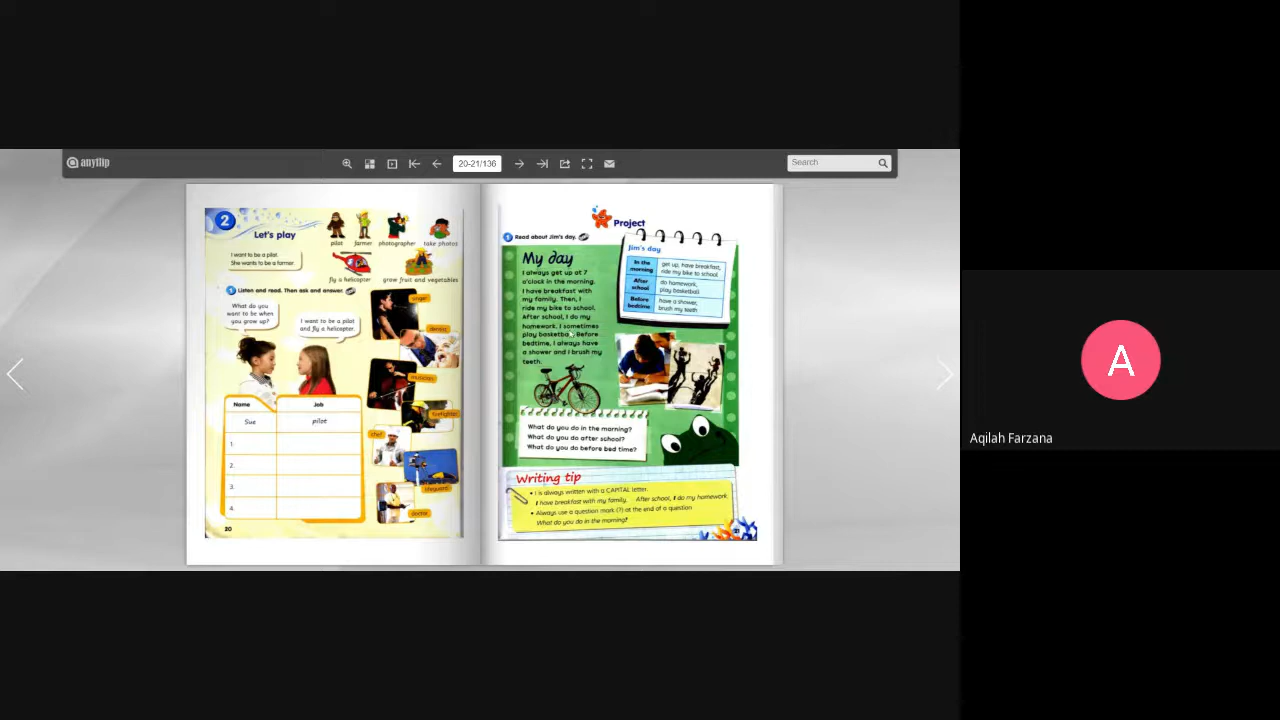 anyflip
20-21/136
Search
2
Let's play
pilot farmer photographer take photos
I want to be a pilot.
She wants to be a farmer.
fly a helicopter grow fruit and vegetables
1 Listen and read. Then ask and answer.
What do you
want to be when
you grow up?
I want to be a pilot
and fly a helicopter.
singer
dentist
musician
firefighter
chef
lifeguard
doctor
Name Job
Sue pilot
1.
2.
3.
4.
20
Project
Read about Jim's day.
My day
I always get up at 7
o'clock in the morning.
I have breakfast with
my family. Then, I
ride my bike to school.
After school, I do my
homework. I sometimes
play basketball. Before
bedtime, I always have
a shower and I brush my
teeth.
Jim's day
In the
morning
get up, have breakfast,
ride my bike to school
After
school
do homework,
play basketball
Before
bedtime
have a shower,
brush my teeth
What do you do in the morning?
What do you do after school?
What do you do before bed time?
Writing tip
• I is always written with a CAPITAL letter.
I have breakfast with my family. After school, I do my homework.
• Always use a question mark (?) at the end of a question
What do you do in the morning?
21
A
Aqilah Farzana